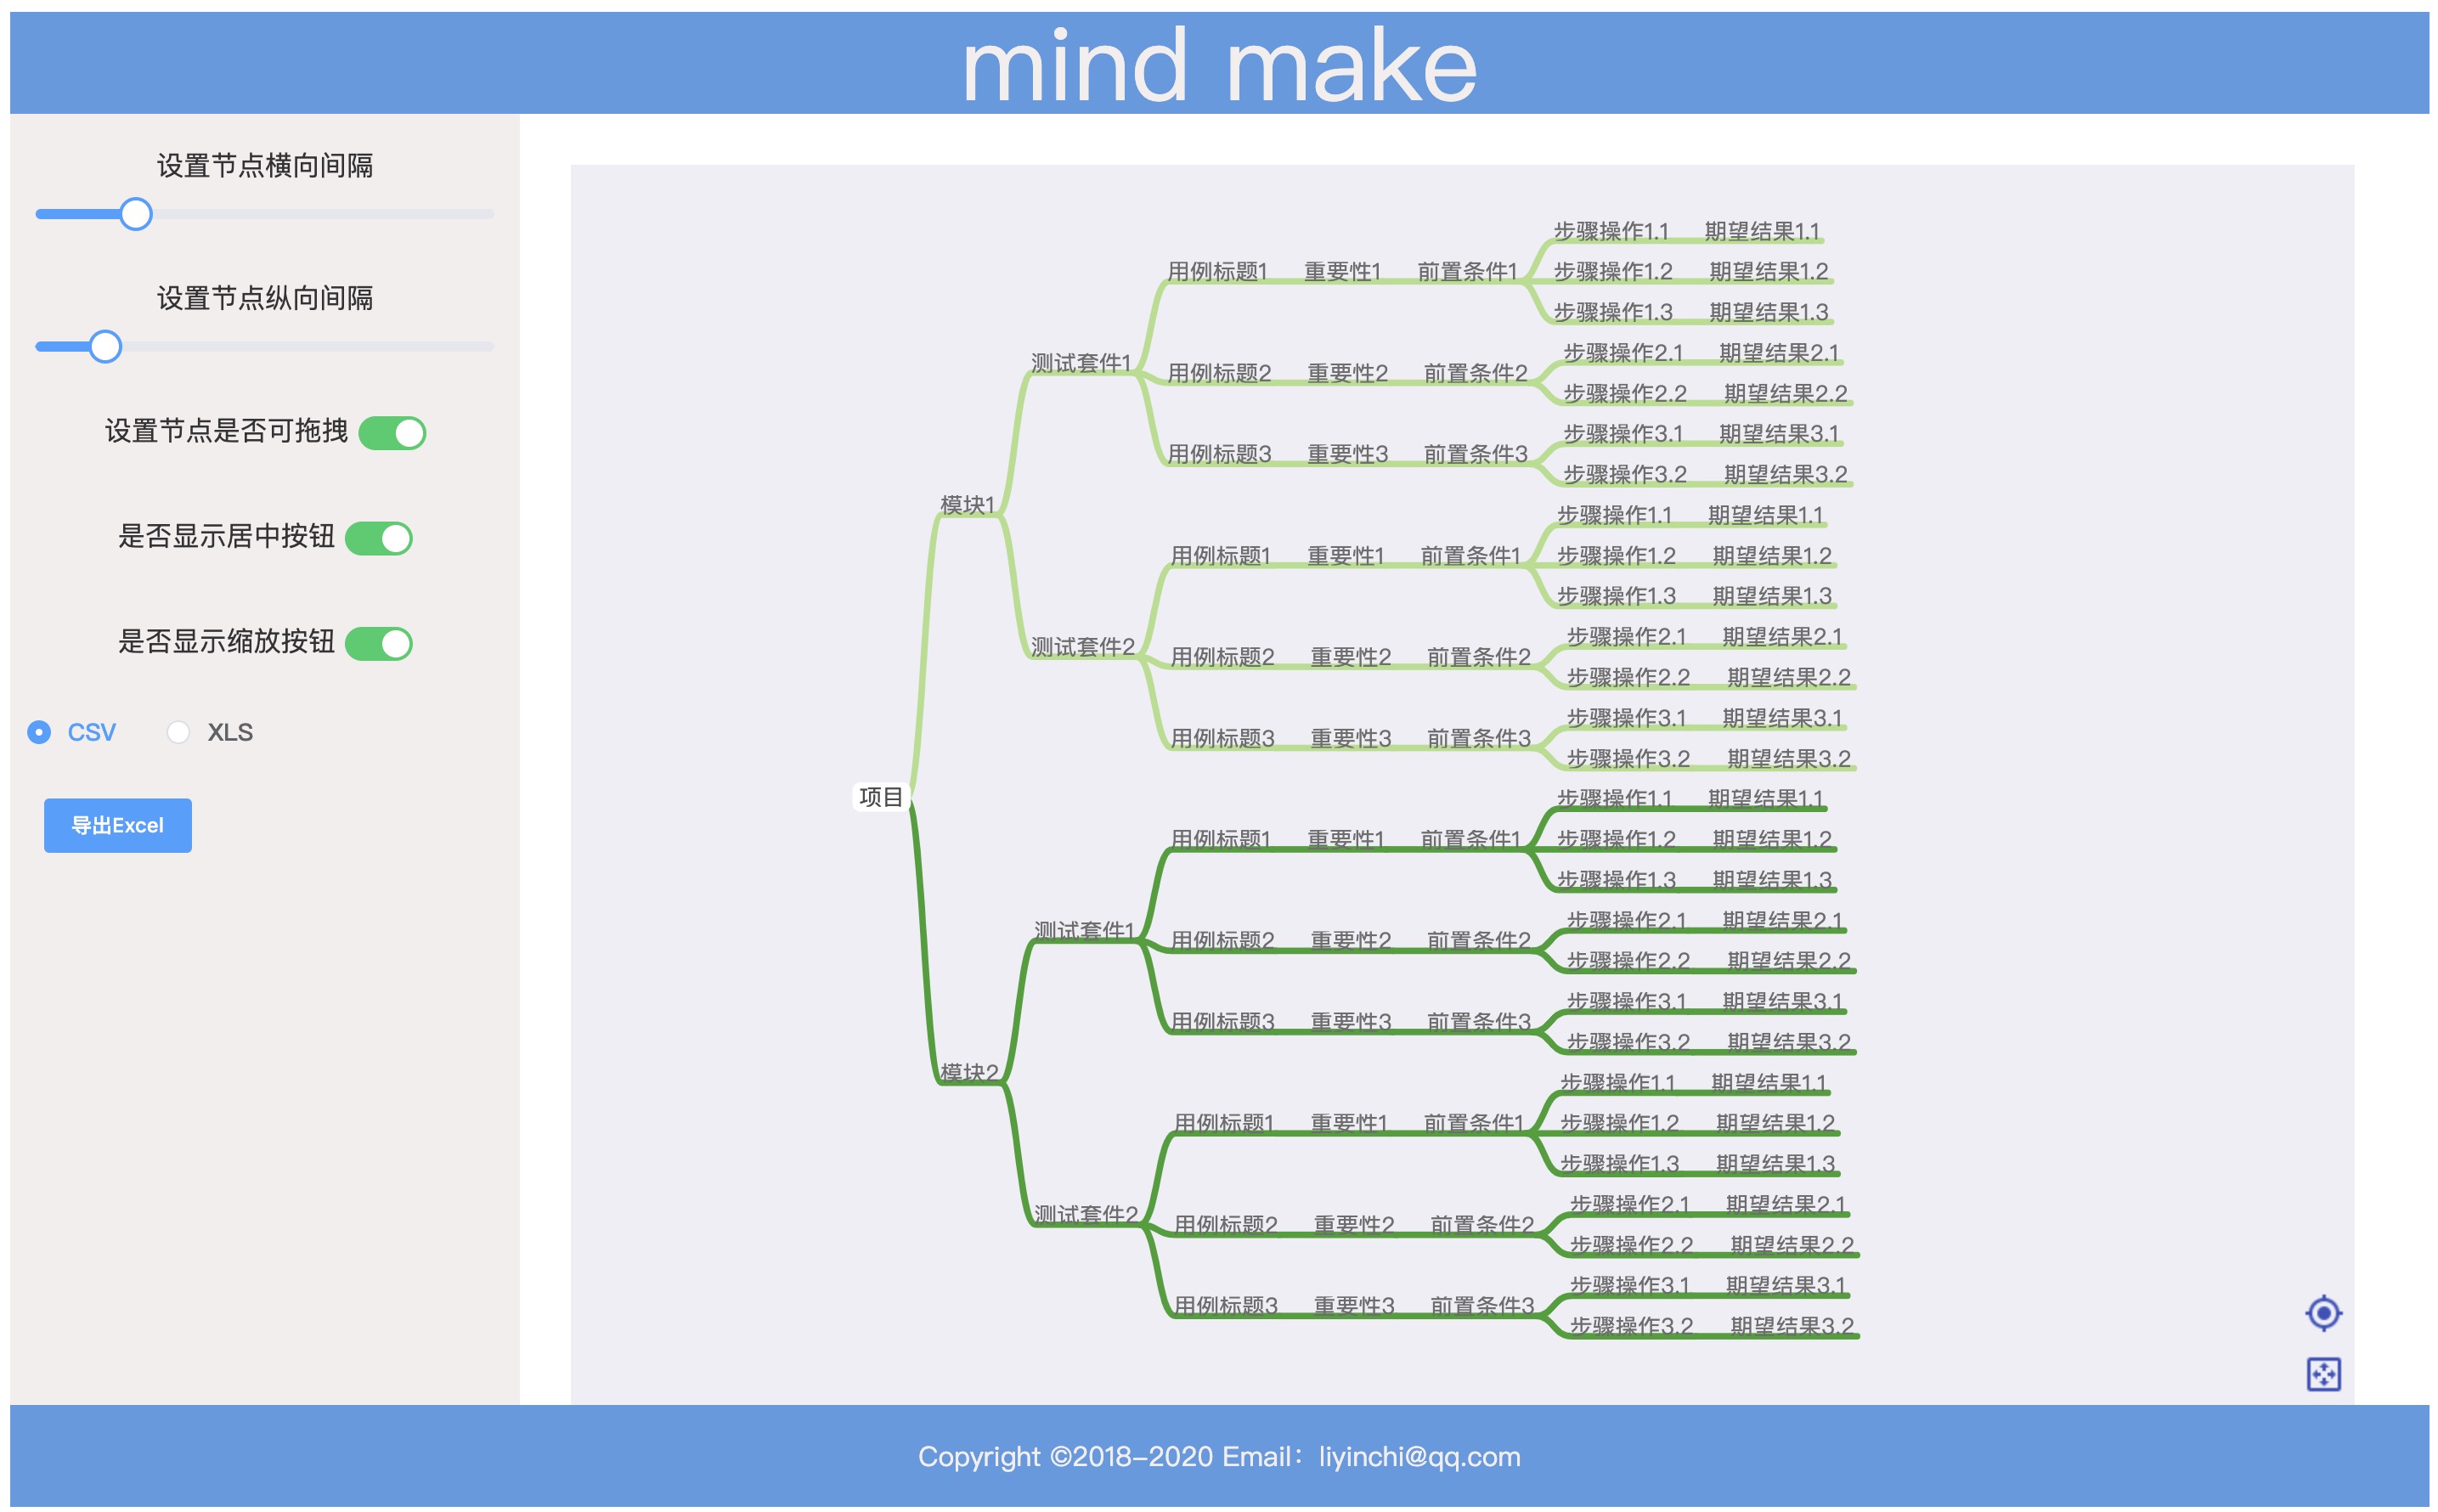 mind make
设置节点横向间隔
设置节点纵向间隔
设置节点是否可拖拽
是否显示居中按钮
是否显示缩放按钮
CSV XLS
导出Excel
项目
模块1
测试套件1
用例标题1 重要性1 前置条件1
步骤操作1.1 期望结果1.1
步骤操作1.2 期望结果1.2
步骤操作1.3 期望结果1.3
用例标题2 重要性2 前置条件2
步骤操作2.1 期望结果2.1
步骤操作2.2 期望结果2.2
用例标题3 重要性3 前置条件3
步骤操作3.1 期望结果3.1
步骤操作3.2 期望结果3.2
测试套件2
用例标题1 重要性1 前置条件1
步骤操作1.1 期望结果1.1
步骤操作1.2 期望结果1.2
步骤操作1.3 期望结果1.3
用例标题2 重要性2 前置条件2
步骤操作2.1 期望结果2.1
步骤操作2.2 期望结果2.2
用例标题3 重要性3 前置条件3
步骤操作3.1 期望结果3.1
步骤操作3.2 期望结果3.2
模块2
测试套件1
用例标题1 重要性1 前置条件1
步骤操作1.1 期望结果1.1
步骤操作1.2 期望结果1.2
步骤操作1.3 期望结果1.3
用例标题2 重要性2 前置条件2
步骤操作2.1 期望结果2.1
步骤操作2.2 期望结果2.2
用例标题3 重要性3 前置条件3
步骤操作3.1 期望结果3.1
步骤操作3.2 期望结果3.2
测试套件2
用例标题1 重要性1 前置条件1
步骤操作1.1 期望结果1.1
步骤操作1.2 期望结果1.2
步骤操作1.3 期望结果1.3
用例标题2 重要性2 前置条件2
步骤操作2.1 期望结果2.1
步骤操作2.2 期望结果2.2
用例标题3 重要性3 前置条件3
步骤操作3.1 期望结果3.1
步骤操作3.2 期望结果3.2
Copyright ©2018-2020 Email：liyinchi@qq.com